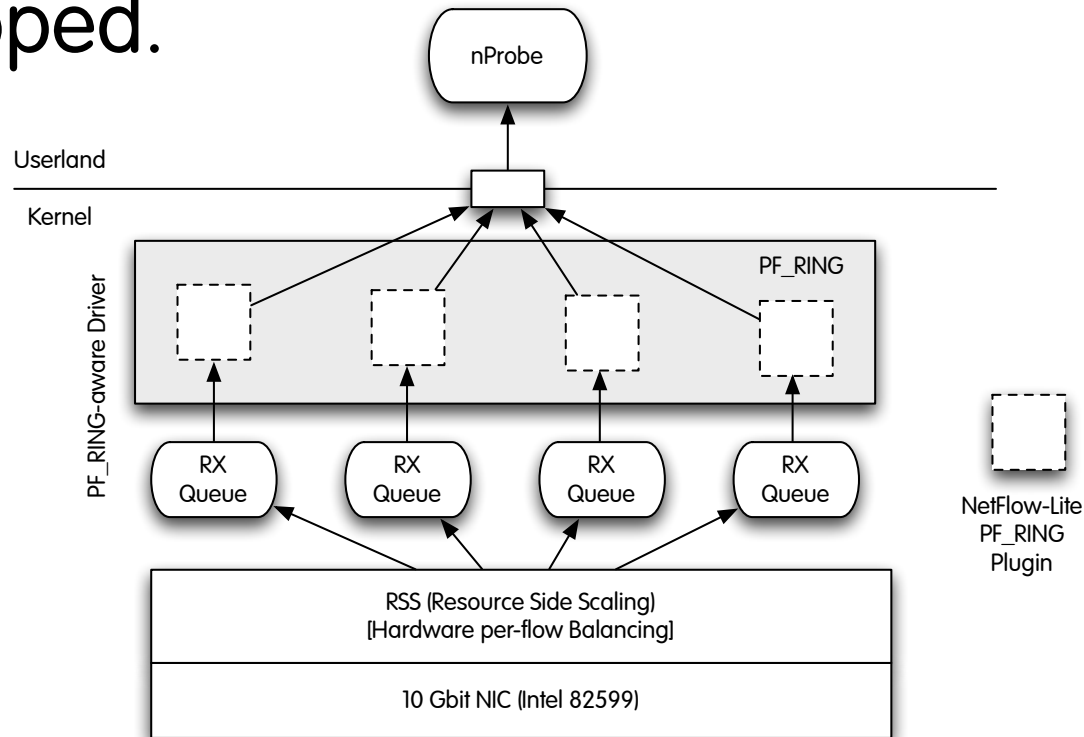 pped.
nProbe
Userland
Kernel
PF_RING
PF_RING-aware Driver
RX
Queue
RX
Queue
RX
Queue
RX
Queue
NetFlow-Lite
PF_RING
Plugin
RSS (Resource Side Scaling)
[Hardware per-flow Balancing]
10 Gbit NIC (Intel 82599)